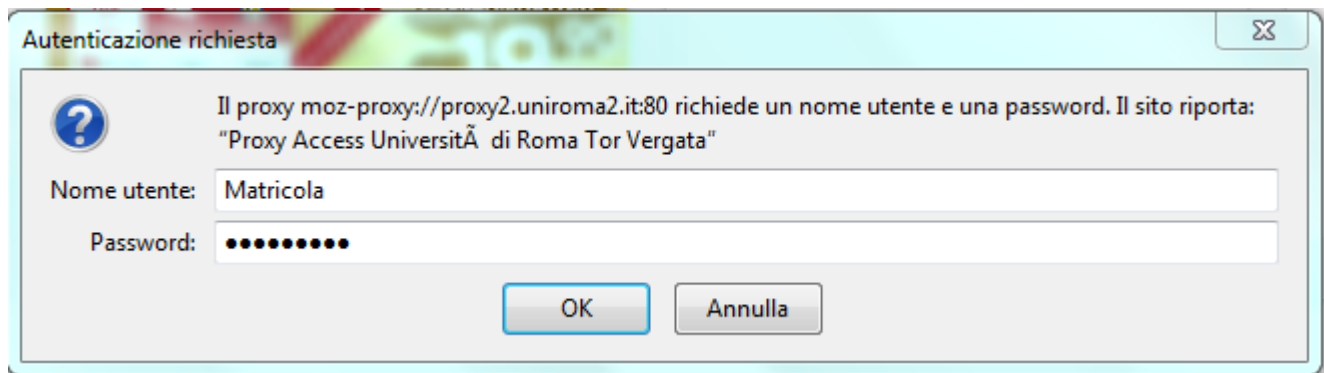 Autenticazione richiesta
Il proxy moz-proxy://proxy2.uniroma2.it:80 richiede un nome utente e una password. Il sito riporta:
“Proxy Access UniversitÃ  di Roma Tor Vergata”
Nome utente: Matricola
Password: •••••••••
OK Annulla